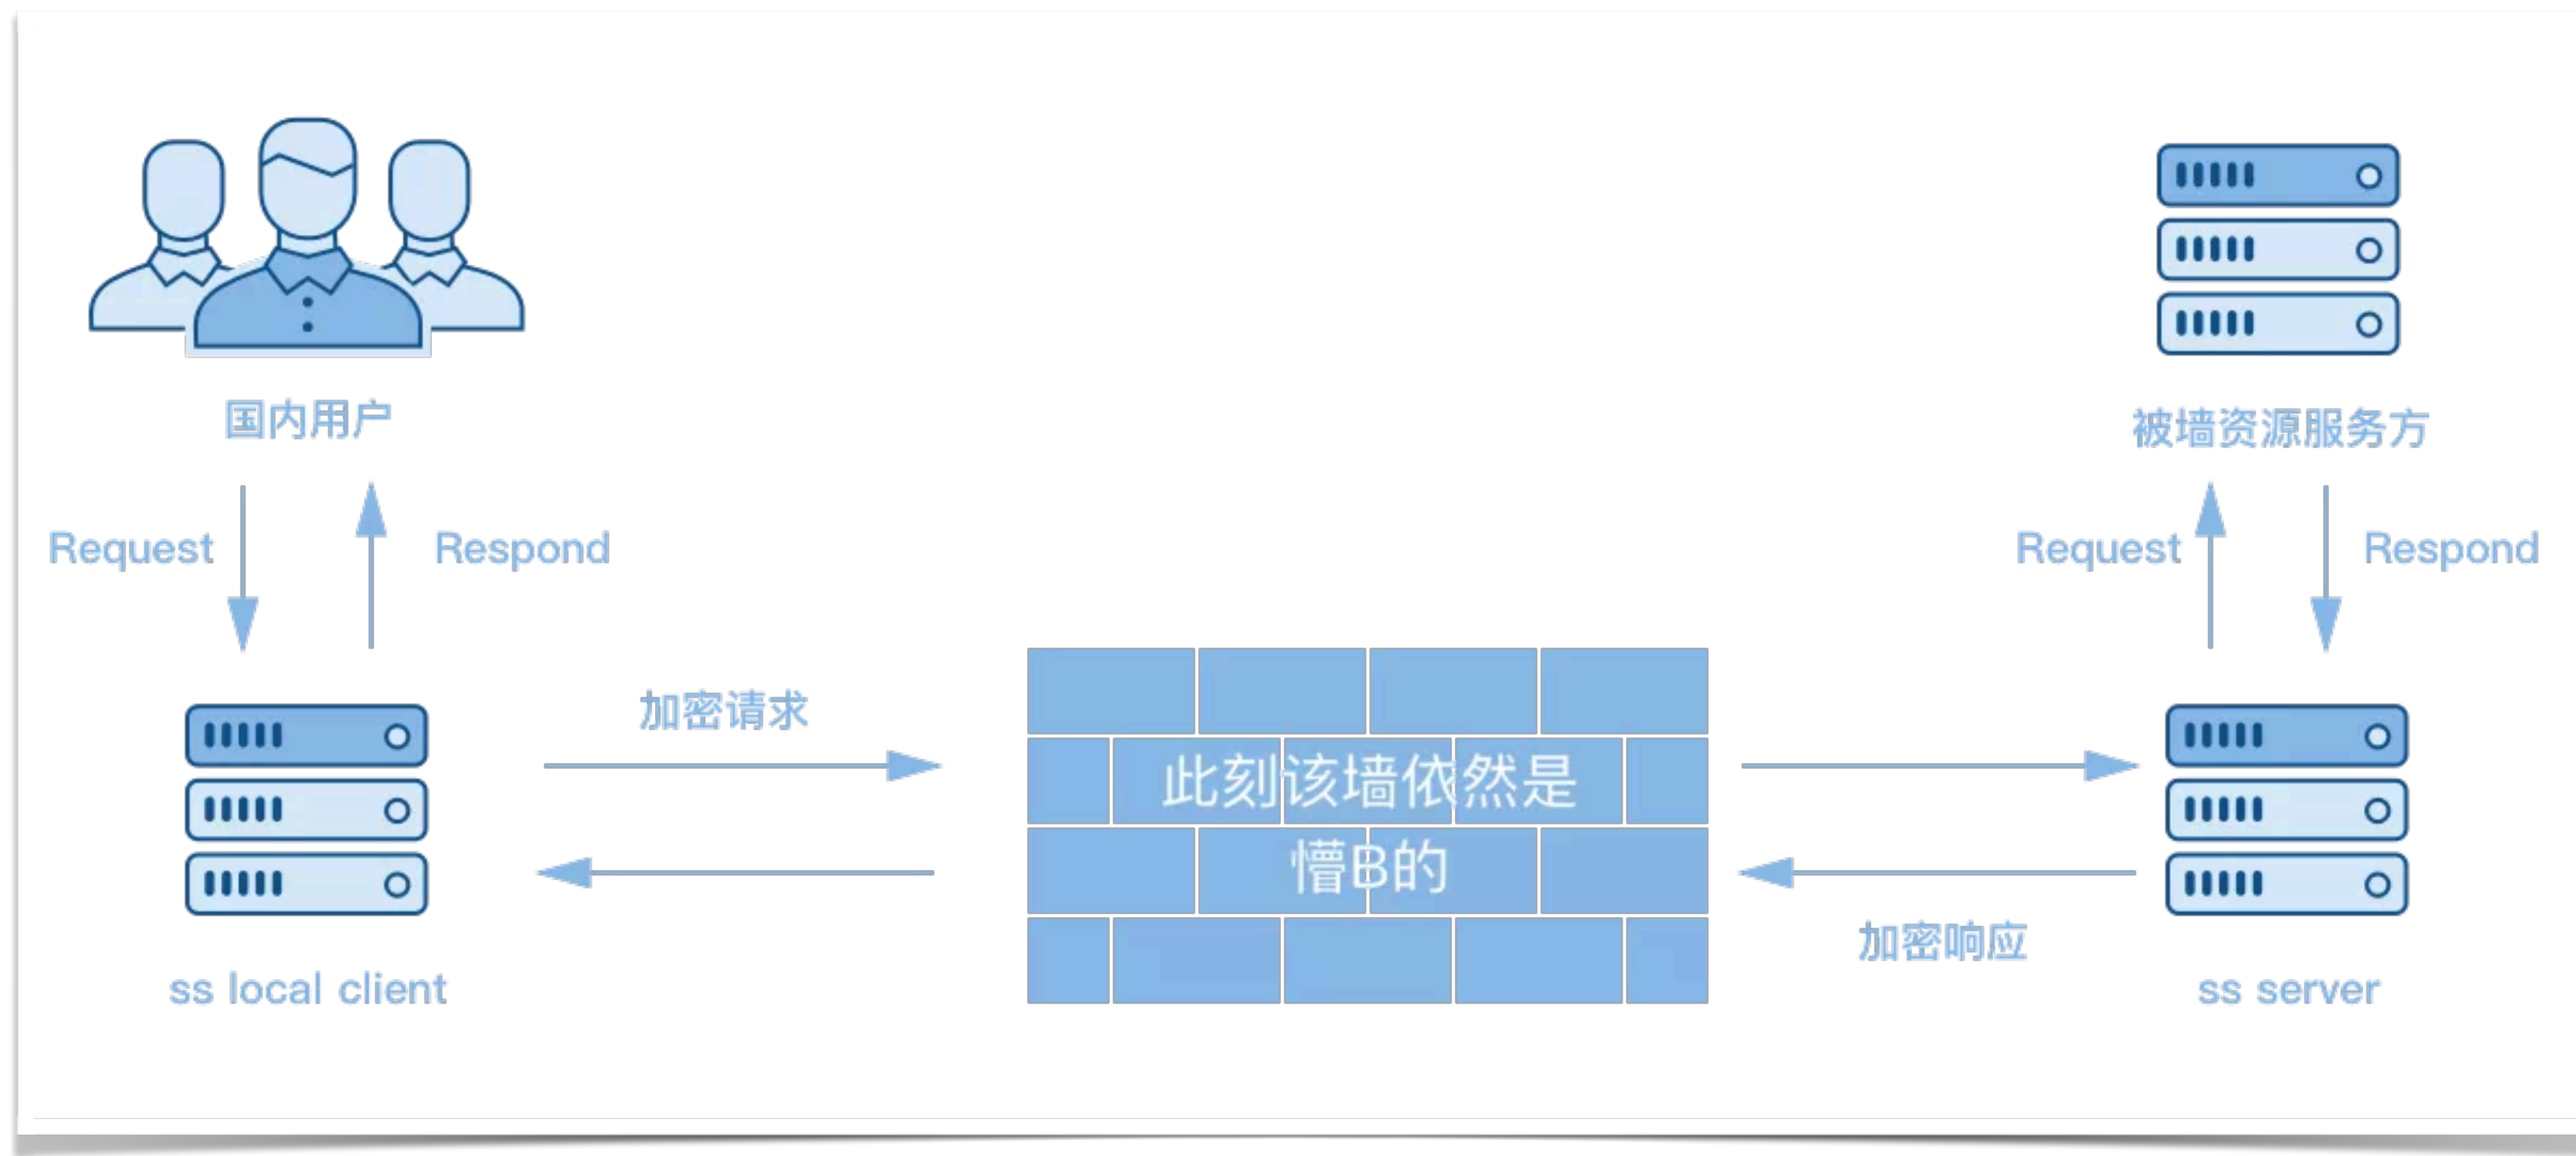 国内用户
被墙资源服务方
Request
Respond
Request
Respond
加密请求
此刻该墙依然是
懵B的
加密响应
ss local client
ss server